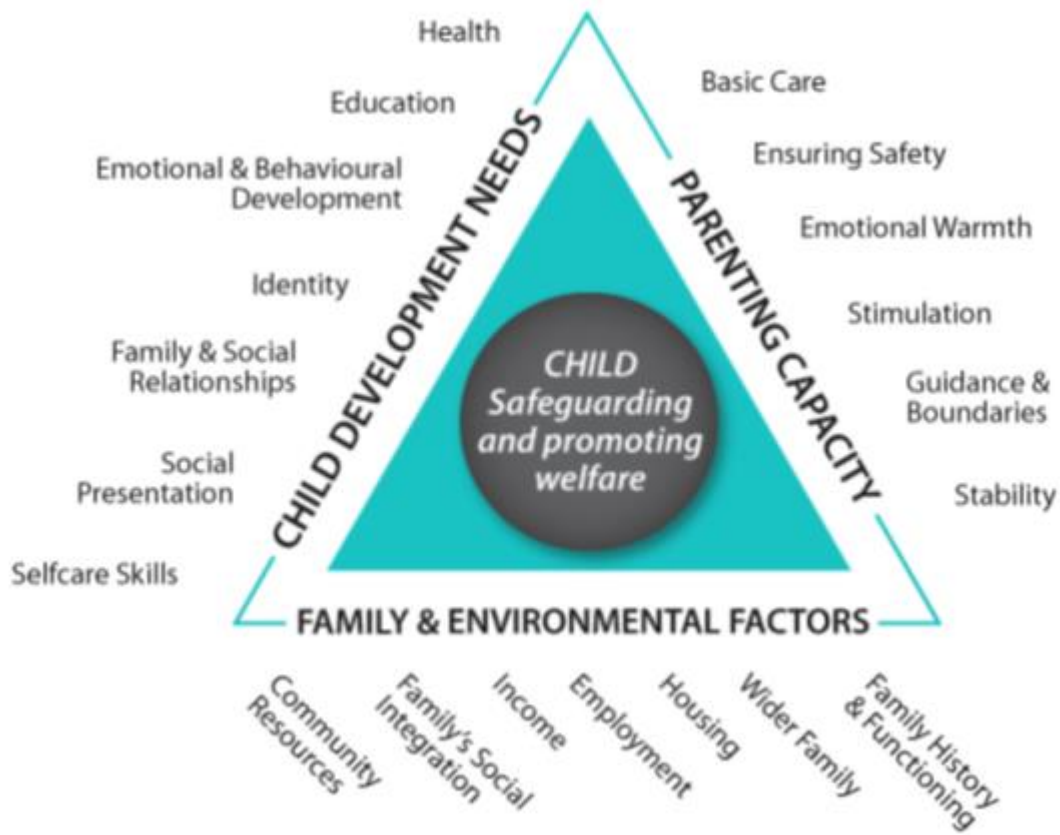 Health
Education
Emotional & Behavioural
Development
Identity
Family & Social
Relationships
Social
Presentation
Selfcare Skills
CHILD DEVELOPMENT NEEDS
Basic Care
Ensuring Safety
Emotional Warmth
Stimulation
Guidance &
Boundaries
Stability
PARENTING CAPACITY
CHILD
Safeguarding
and promoting
welfare
FAMILY & ENVIRONMENTAL FACTORS
Community
Resources
Family's Social
Integration
Income
Employment
Housing
Wider Family
Family History
& Functioning